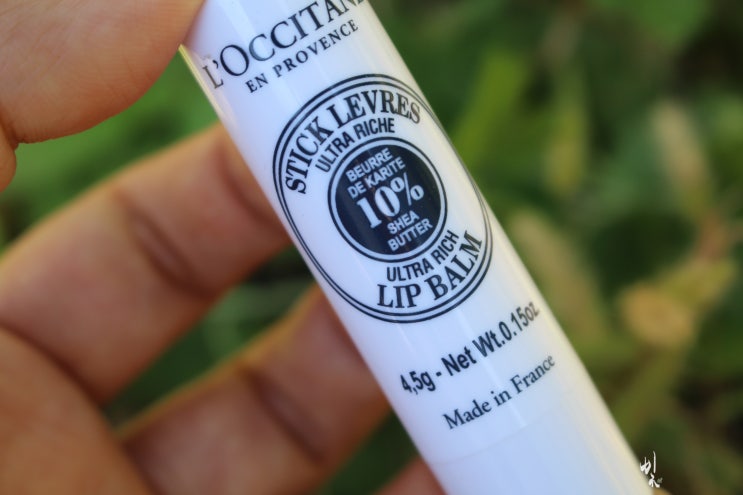 L'OCCITANE
EN PROVENCE
STICK LEVRES
ULTRA RICHE
BEURRE
DE KARITE
10%
SHEA
BUTTER
ULTRA RICH
LIP BALM
4,5g - Net Wt.0.15oz
Made in France